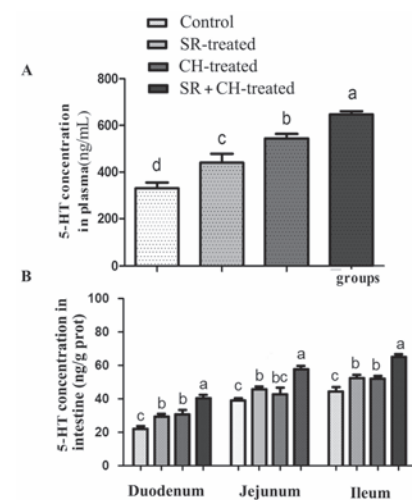 Control
SR-treated
CH-treated
SR + CH-treated
A
5-HT concentration
in plasma(ng/mL)
800
600
400
200
0
d
c
b
a
groups
B
5-HT concentration in
intestine (ng/g prot)
100
80
60
40
20
0
c b b a
c b bc a
c b b a
Duodenum Jejunum Ileum